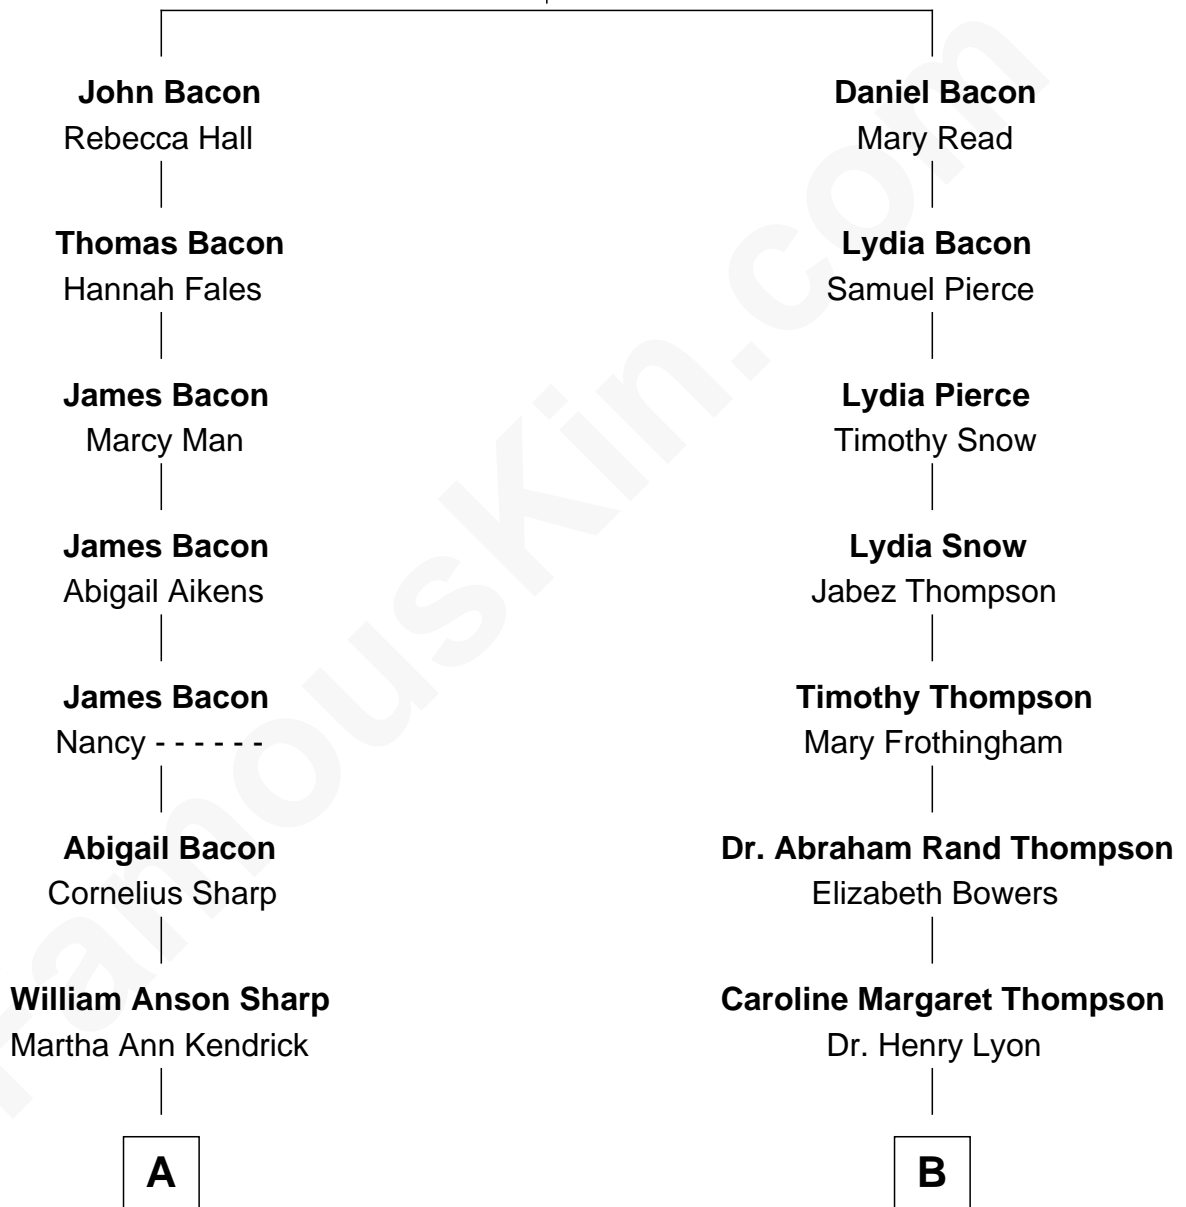 John Bacon
Rebecca Hall
Daniel Bacon
Mary Read
Thomas Bacon
Hannah Fales
Lydia Bacon
Samuel Pierce
James Bacon
Marcy Man
Lydia Pierce
Timothy Snow
James Bacon
Abigail Aikens
Lydia Snow
Jabez Thompson
James Bacon
Nancy - - - - - -
Timothy Thompson
Mary Frothingham
Abigail Bacon
Cornelius Sharp
Dr. Abraham Rand Thompson
Elizabeth Bowers
William Anson Sharp
Martha Ann Kendrick
Caroline Margaret Thompson
Dr. Henry Lyon
A
B
FamousKin.com